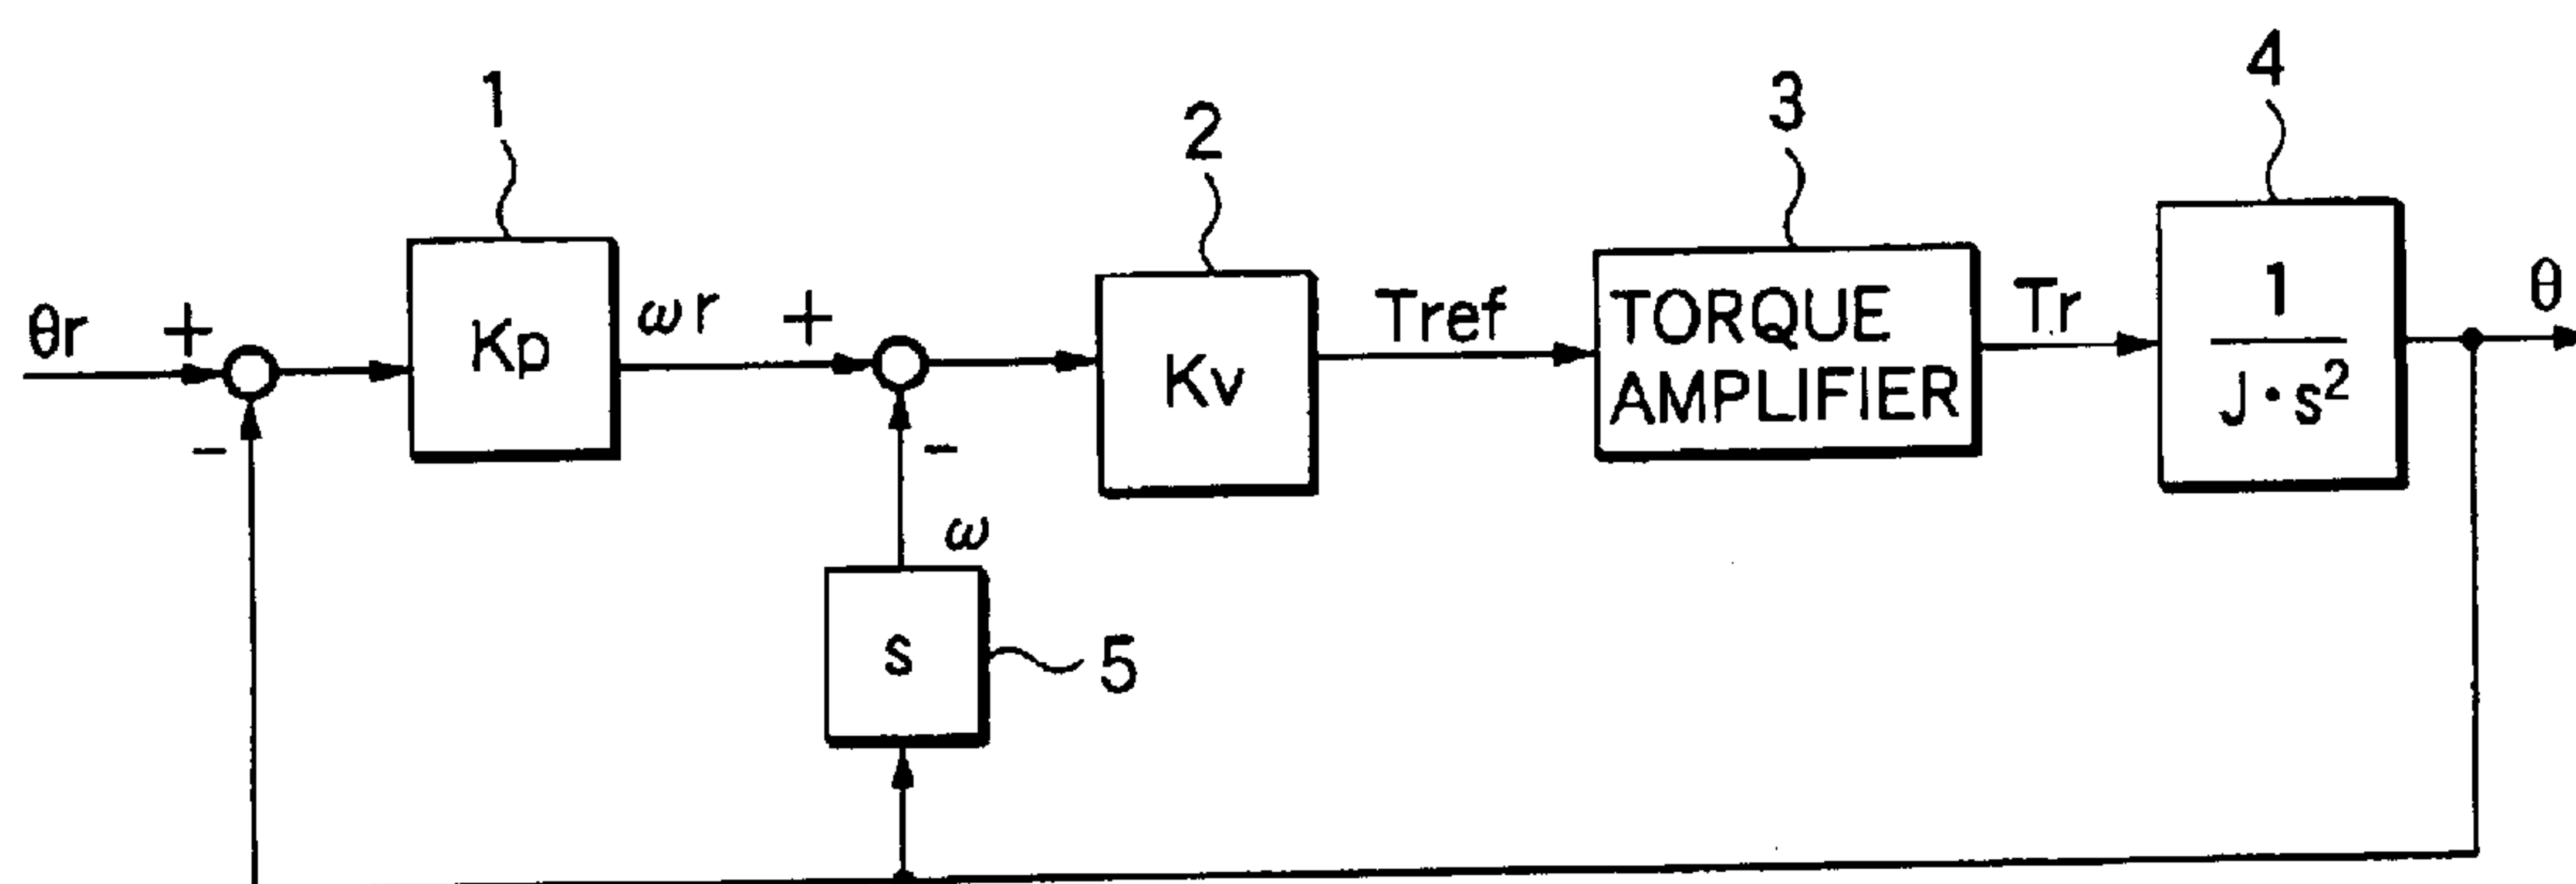 1
2
3
4
θr
+
-
Kp
ωr
+
-
ω
Kv
Tref
TORQUE
AMPLIFIER
Tr
1
J·s²
θ
s
5